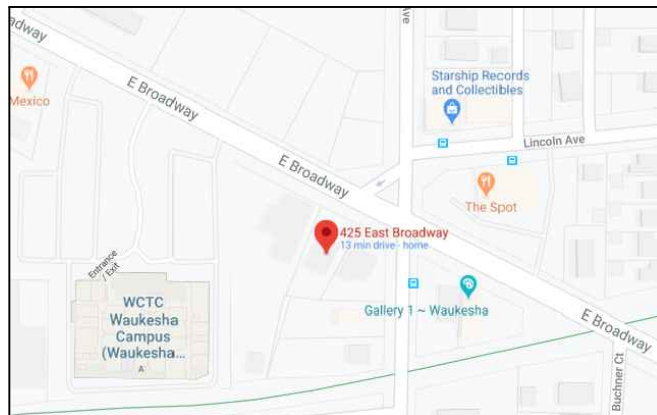 adway
E Broadway
Mexico
Ave
Starship Records
and Collectibles
Lincoln Ave
E Broadway
The Spot
425 East Broadway
13 min drive - home
Entrance
/ Exit
WCTC
Waukesha
Campus
(Waukesha...
A
Gallery 1 ~ Waukesha
E Broadway
Buchner Ct